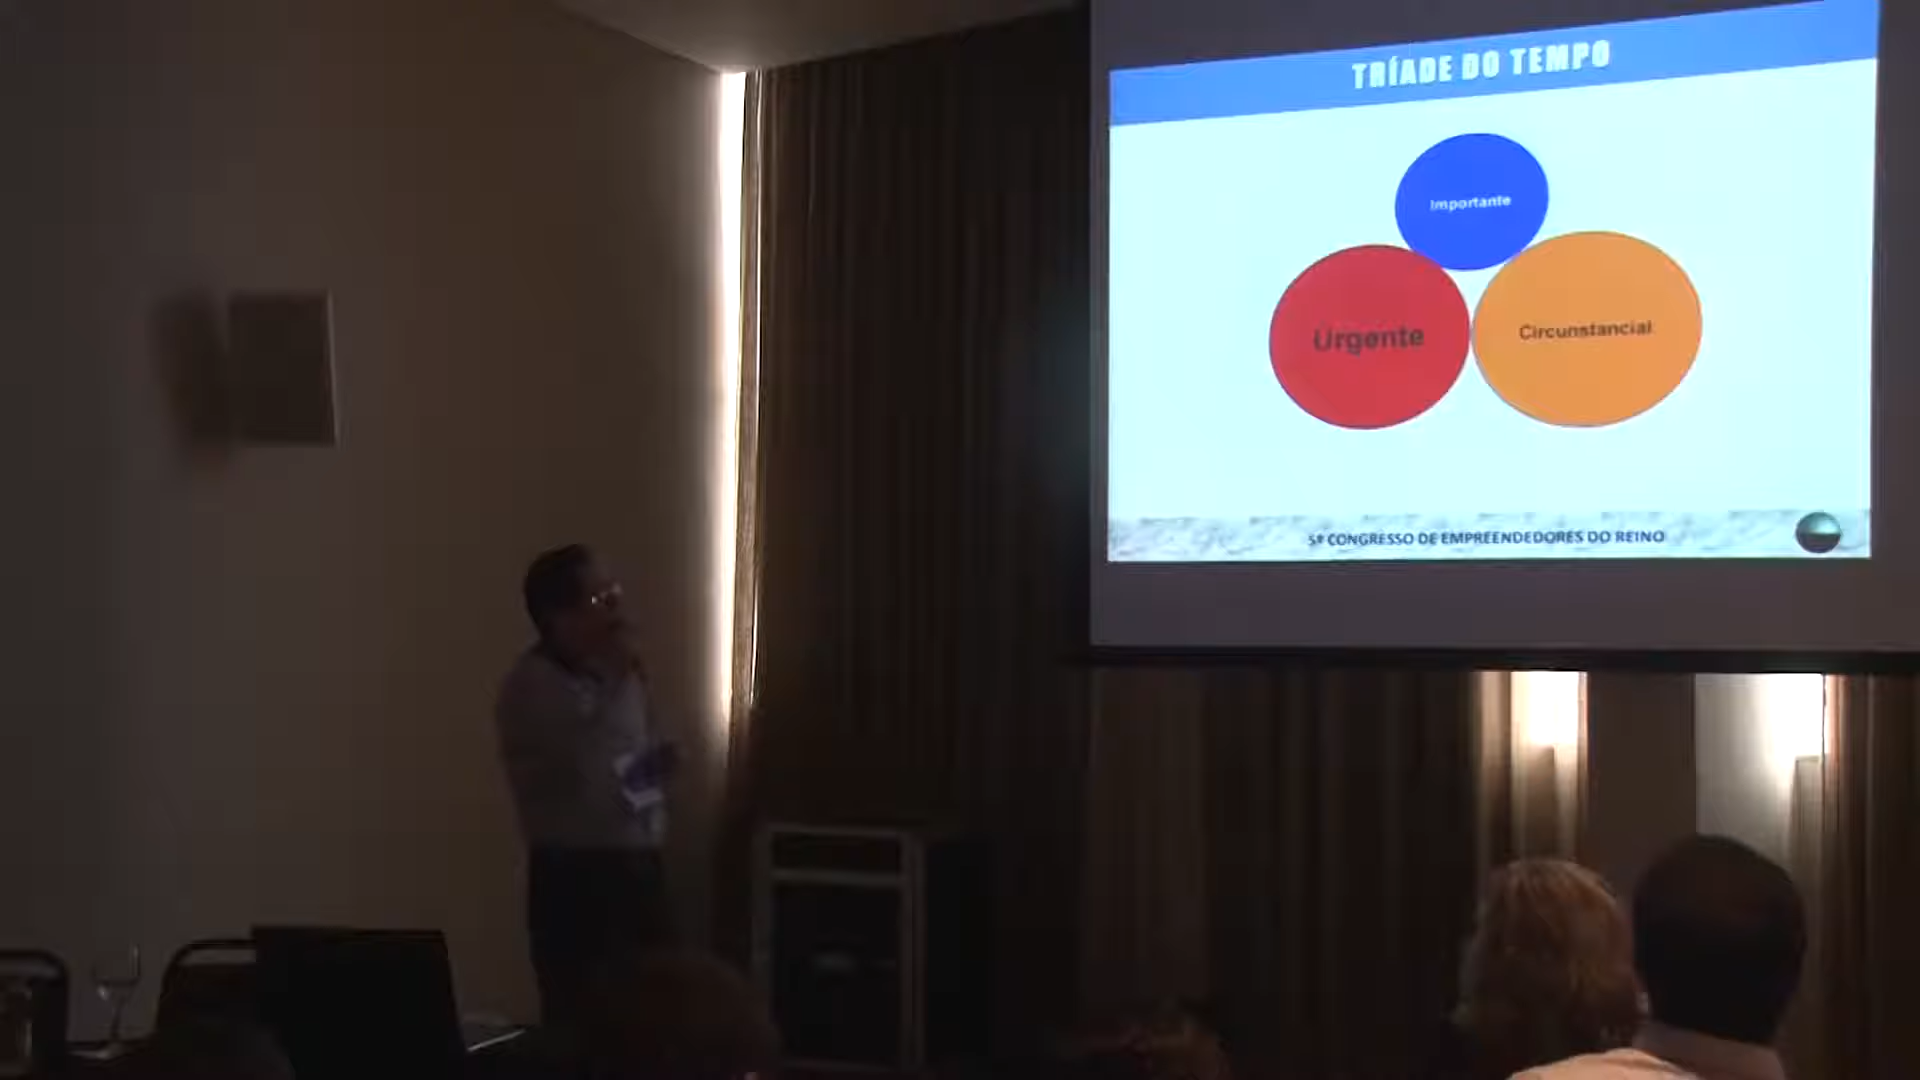 TRÍADE DO TEMPO
Importante
Urgente
Circunstancial
5º CONGRESSO DE EMPREENDEDORES DO REINO